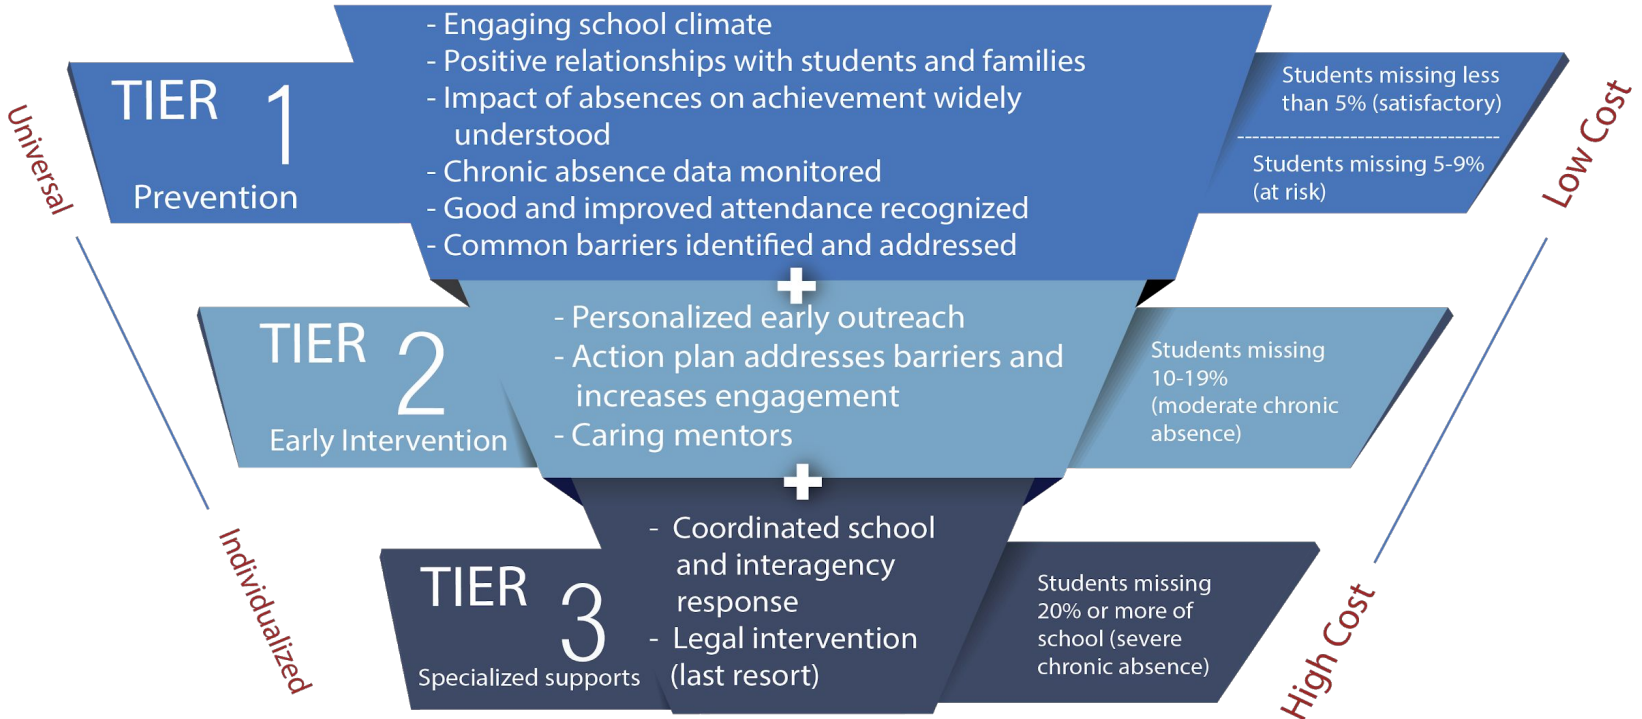 Universal
TIER 1
Prevention
- Engaging school climate
- Positive relationships with students and families
- Impact of absences on achievement widely
understood
- Chronic absence data monitored
- Good and improved attendance recognized
- Common barriers identified and addressed
Students missing less
than 5% (satisfactory)
-----------------------------------
Students missing 5-9%
(at risk)
Low Cost
+
TIER 2
Early Intervention
- Personalized early outreach
- Action plan addresses barriers and
increases engagement
- Caring mentors
Students missing
10-19%
(moderate chronic
absence)
+
Individualized
TIER 3
Specialized supports
- Coordinated school
and interagency
response
- Legal intervention
(last resort)
Students missing
20% or more of
school (severe
chronic absence)
High Cost